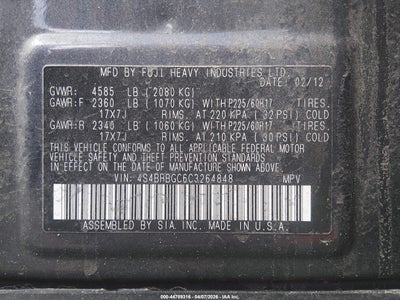 MFD BY FUJI HEAVY INDUSTRIES LTD.
DATE: 02/12
GVWR: 4585 LB (2080 KG)
GAWR:F 2360 LB (1070 KG) WITH P225/60R17 TIRES.
17X7J RIMS. AT 220 KPA (32 PSI) COLD
GAWR:R 2340 LB (1060 KG) WITH P225/60R17 TIRES.
17X7J RIMS. AT 210 KPA (30 PSI) COLD
THIS VEHICLE CONFORMS TO ALL APPLICABLE FEDERAL MOTOR
VEHICLE SAFETY AND THEFT PREVENTION STANDARDS IN
EFFECT ON THE DATE OF MANUFACTURE SHOWN ABOVE.
VIN: 4S4BRBGC6C3264848 MPV
ASSEMBLED BY SIA. INC. IN U.S.A.
000-44789316 - 04/07/2026 - IAA Inc.